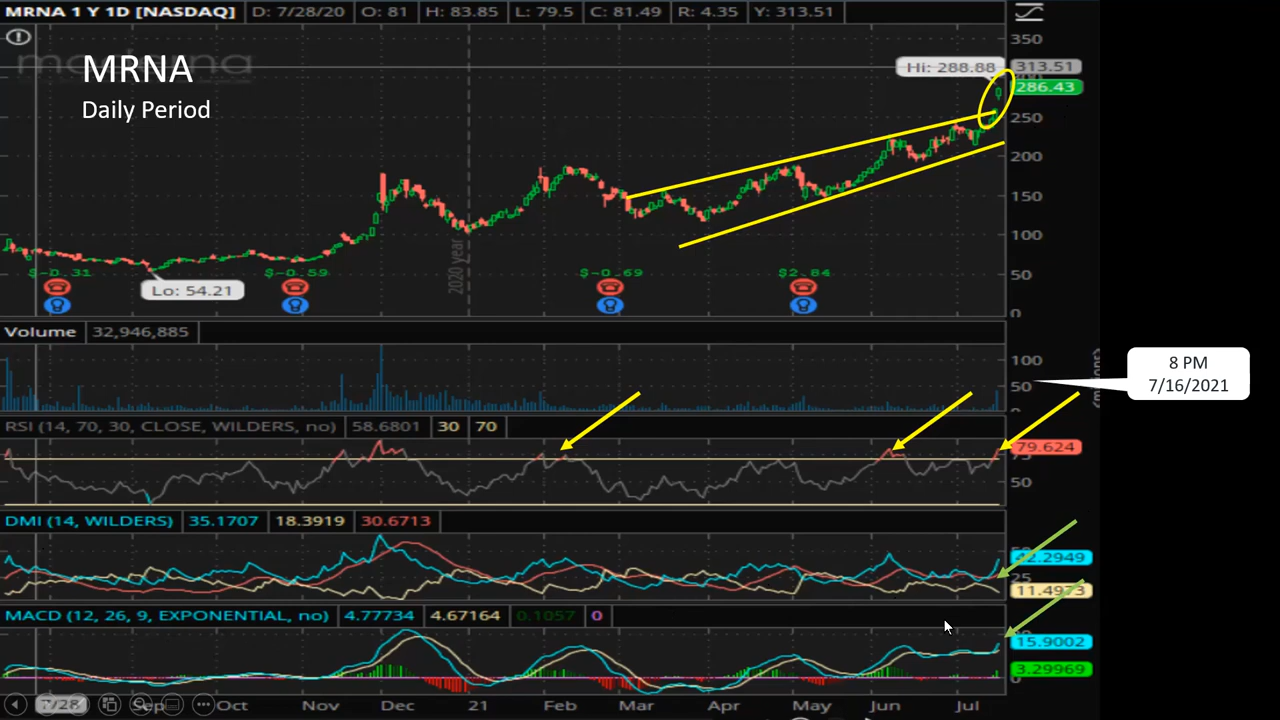 MRNA 1 Y 1D [NASDAQ] D: 7/28/20 O: 81 H: 83.85 L: 79.5 C: 81.49 R: 4.35 Y: 313.51
350
MRNA
Daily Period
Hi: 288.88
313.51
300
286.43
250
200
150
100
50
0
2020 year
$-0.31 $-0.59 $-0.69 $2.84
Lo: 54.21
Volume 32,946,885
100
50
0
8 PM
7/16/2021
RSI (14, 70, 30, CLOSE, WILDERS, no) 58.6801 30 70
79.624
75
50
DMI (14, WILDERS) 35.1707 18.3919 30.6713
42.2949
25
11.4973
MACD (12, 26, 9, EXPONENTIAL, no) 4.77734 4.67164 0.1057 0
15.9002
3.29969
0
7/28 Sep Oct Nov Dec 21 Feb Mar Apr May Jun Jul